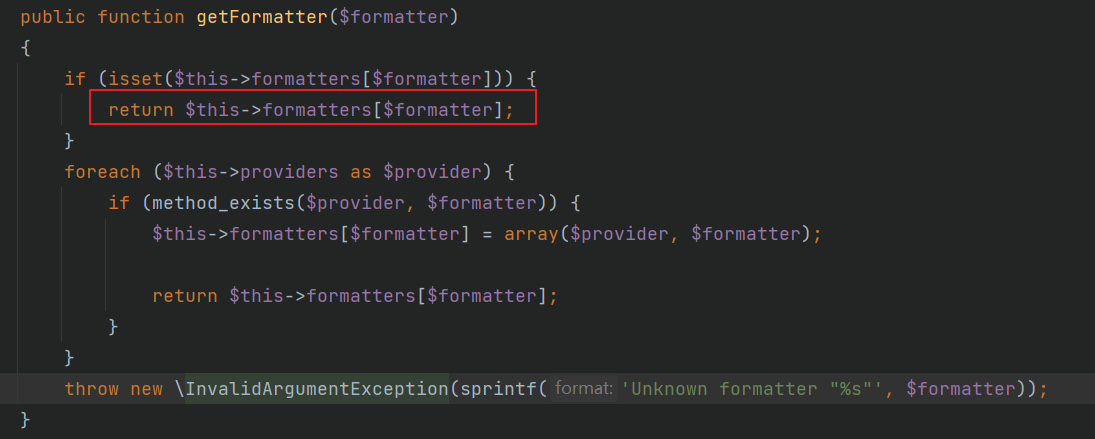 public function getFormatter($formatter)
{
if (isset($this->formatters[$formatter])) {
return $this->formatters[$formatter];
}
foreach ($this->providers as $provider) {
if (method_exists($provider, $formatter)) {
$this->formatters[$formatter] = array($provider, $formatter);
return $this->formatters[$formatter];
}
}
throw new \InvalidArgumentException(sprintf( format: 'Unknown formatter "%s"', $formatter));
}